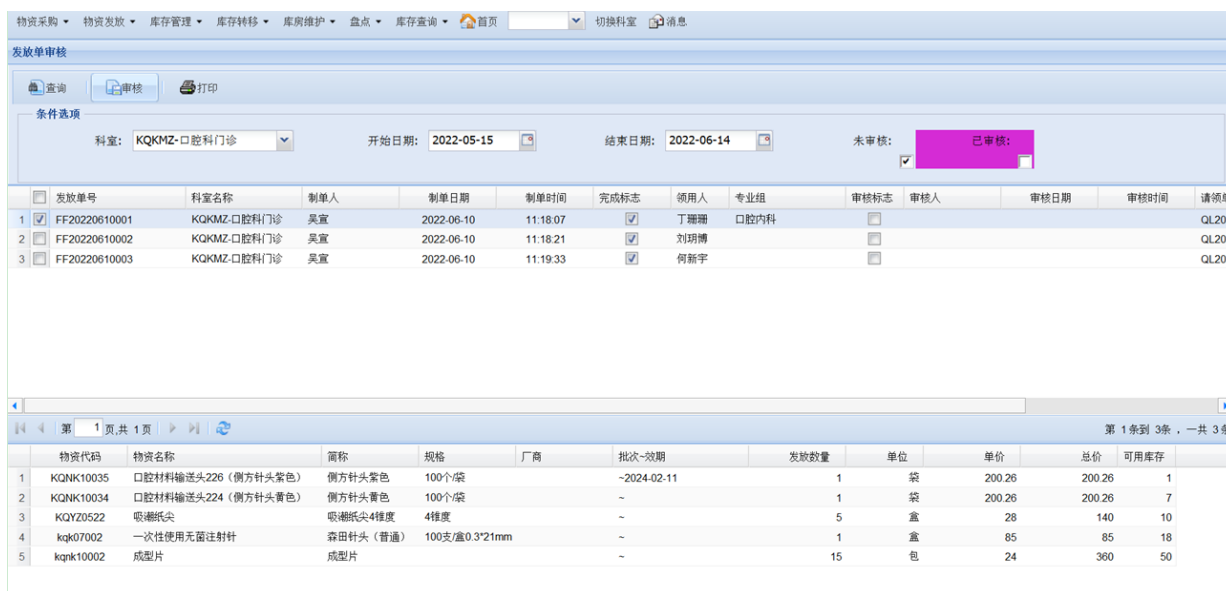 物资采购 物资发放 库存管理 库存转移 库房维护 盘点 库存查询 首页 切换科室 消息
发放单审核
查询 审核 打印
条件选项
科室: KQKMZ-口腔科门诊 开始日期: 2022-05-15 结束日期: 2022-06-14 未审核: 已审核:
发放单号 科室名称 制单人 制单日期 制单时间 完成标志 领用人 专业组 审核标志 审核人 审核日期 审核时间 请领单
1 FF20220610001 KQKMZ-口腔科门诊 吴宣 2022-06-10 11:18:07 丁珊珊 口腔内科 QL20
2 FF20220610002 KQKMZ-口腔科门诊 吴宣 2022-06-10 11:18:21 刘玥博 QL20
3 FF20220610003 KQKMZ-口腔科门诊 吴宣 2022-06-10 11:19:33 何新宇 QL20
第 1 页,共 1 页 第 1条到 3条 ，一共 3条
物资代码 物资名称 简称 规格 厂商 批次~效期 发放数量 单位 单价 总价 可用库存
1 KQNK10035 口腔材料输送头226（侧方针头紫色） 侧方针头紫色 100个/袋 ~2024-02-11 1 袋 200.26 200.26 1
2 KQNK10034 口腔材料输送头224（侧方针头黄色） 侧方针头黄色 100个/袋 ~ 1 袋 200.26 200.26 7
3 KQYZ0522 吸潮纸尖 吸潮纸尖4锥度 4锥度 ~ 5 盒 28 140 10
4 kqk07002 一次性使用无菌注射针 森田针头（普通） 100支/盒0.3*21mm ~ 1 盒 85 85 18
5 kqnk10002 成型片 成型片 ~ 15 包 24 360 50